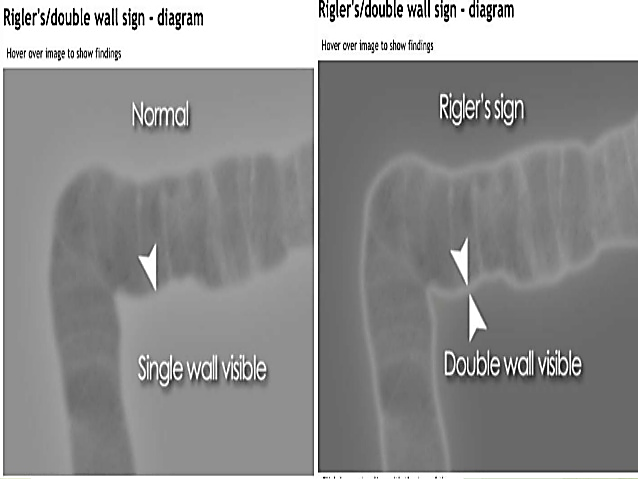 Rigler's/double wall sign - diagram
Hover over image to show findings
Normal
Single wall visible
Rigler's/double wall sign - diagram
Hover over image to show findings
Rigler's sign
Double wall visible